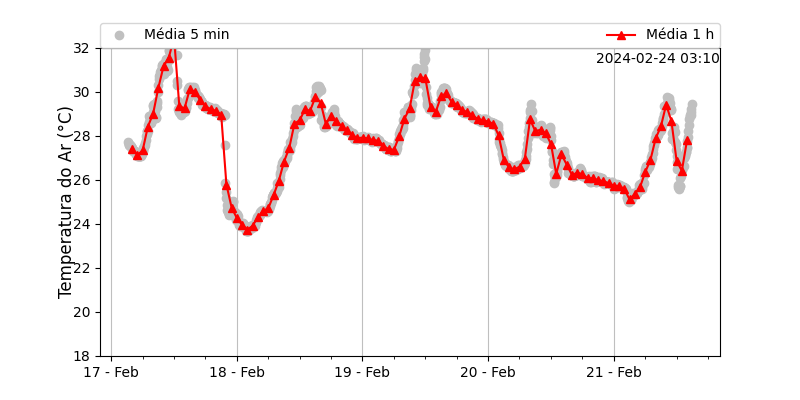 Média 5 min
Média 1 h
2024-02-24 03:10
Temperatura do Ar (°C)
32
30
28
26
24
22
20
18
17 - Feb
18 - Feb
19 - Feb
20 - Feb
21 - Feb